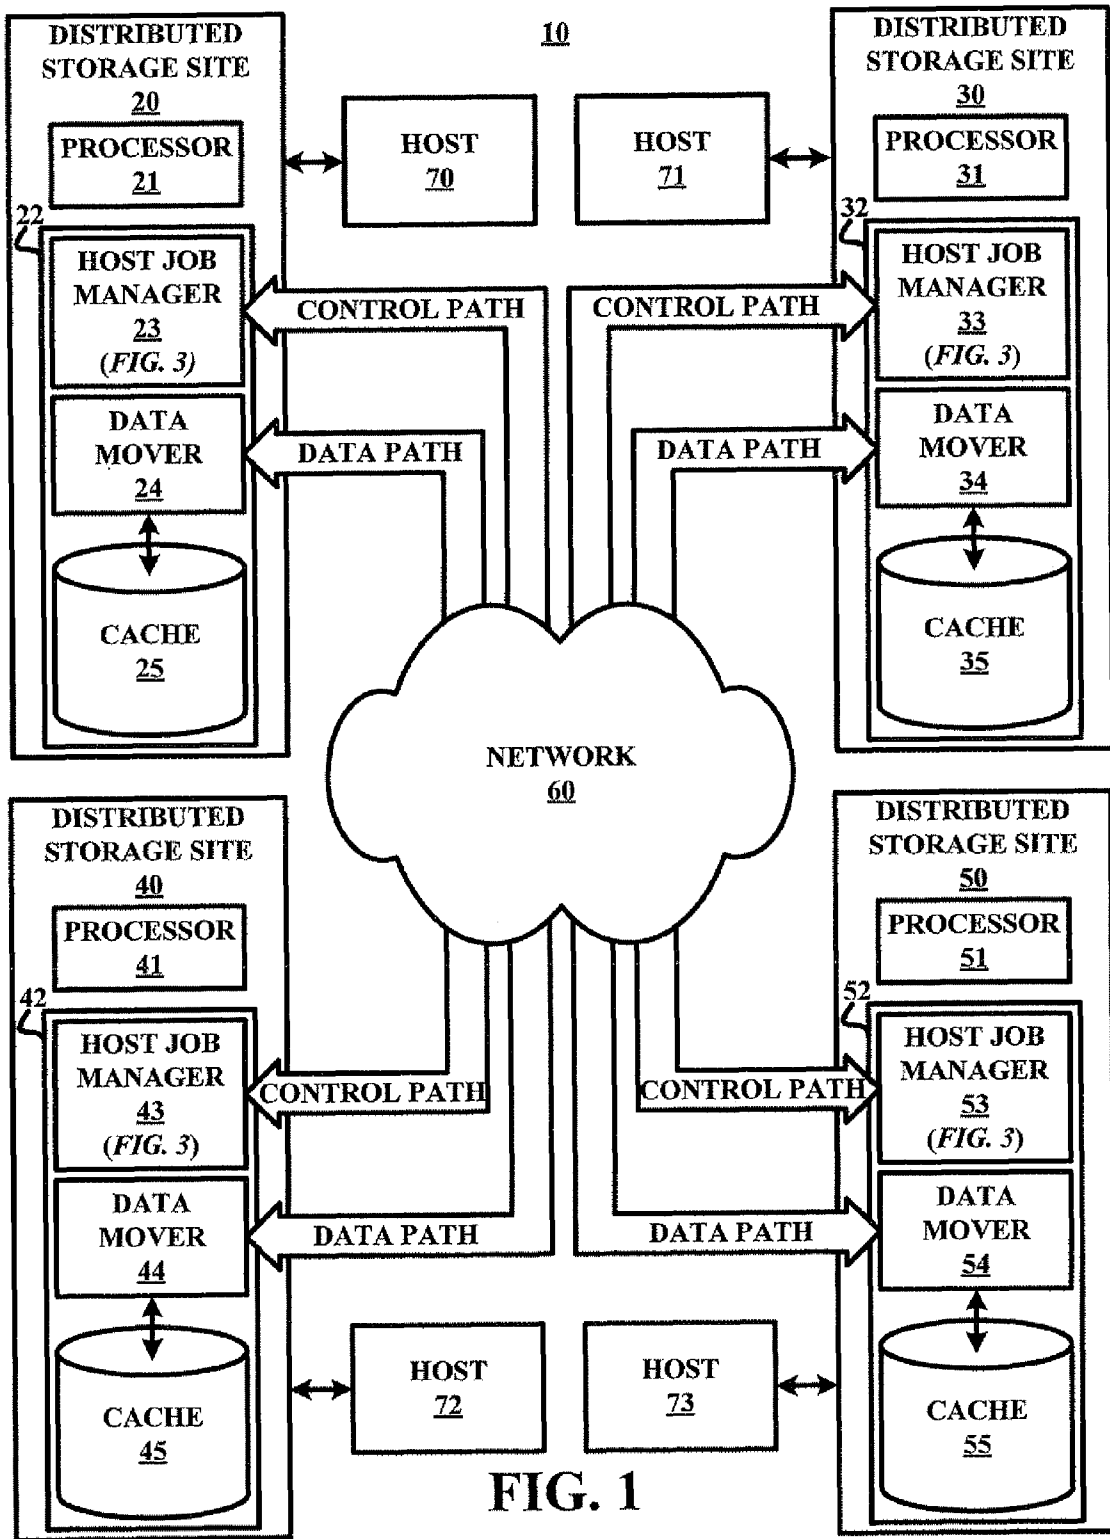 10
DISTRIBUTED
STORAGE SITE
20
PROCESSOR
21
22
HOST JOB
MANAGER
23
(FIG. 3)
DATA
MOVER
24
CACHE
25
HOST
70
HOST
71
DISTRIBUTED
STORAGE SITE
30
PROCESSOR
31
32
HOST JOB
MANAGER
33
(FIG. 3)
DATA
MOVER
34
CACHE
35
CONTROL PATH
CONTROL PATH
DATA PATH
DATA PATH
NETWORK
60
DISTRIBUTED
STORAGE SITE
40
PROCESSOR
41
42
HOST JOB
MANAGER
43
(FIG. 3)
DATA
MOVER
44
CACHE
45
CONTROL PATH
CONTROL PATH
DATA PATH
DATA PATH
HOST
72
HOST
73
DISTRIBUTED
STORAGE SITE
50
PROCESSOR
51
52
HOST JOB
MANAGER
53
(FIG. 3)
DATA
MOVER
54
CACHE
55
FIG. 1